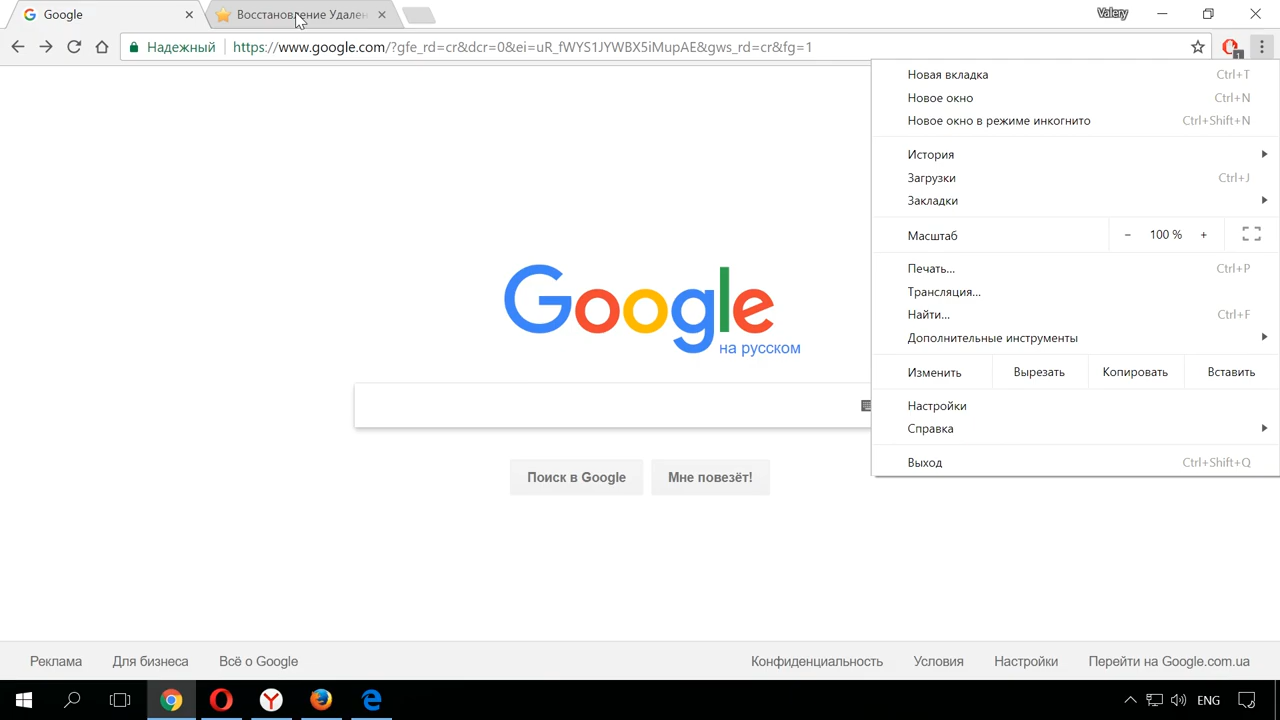 Google
Восстановление Удален
Valery
Надежный
https://www.google.com/?gfe_rd=cr&dcr=0&ei=uR_fWYS1JYWBX5iMupAE&gws_rd=cr&fg=1
1
Новая вкладка Ctrl+T
Новое окно Ctrl+N
Новое окно в режиме инкогнито Ctrl+Shift+N
История
Загрузки Ctrl+J
Закладки
Масштаб − 100 % +
Печать... Ctrl+P
Трансляция...
Найти... Ctrl+F
Дополнительные инструменты
Изменить Вырезать Копировать Вставить
Настройки
Справка
Выход Ctrl+Shift+Q
Google
на русском
Поиск в Google Мне повезёт!
Реклама Для бизнеса Всё о Google Конфиденциальность Условия Настройки Перейти на Google.com.ua
ENG